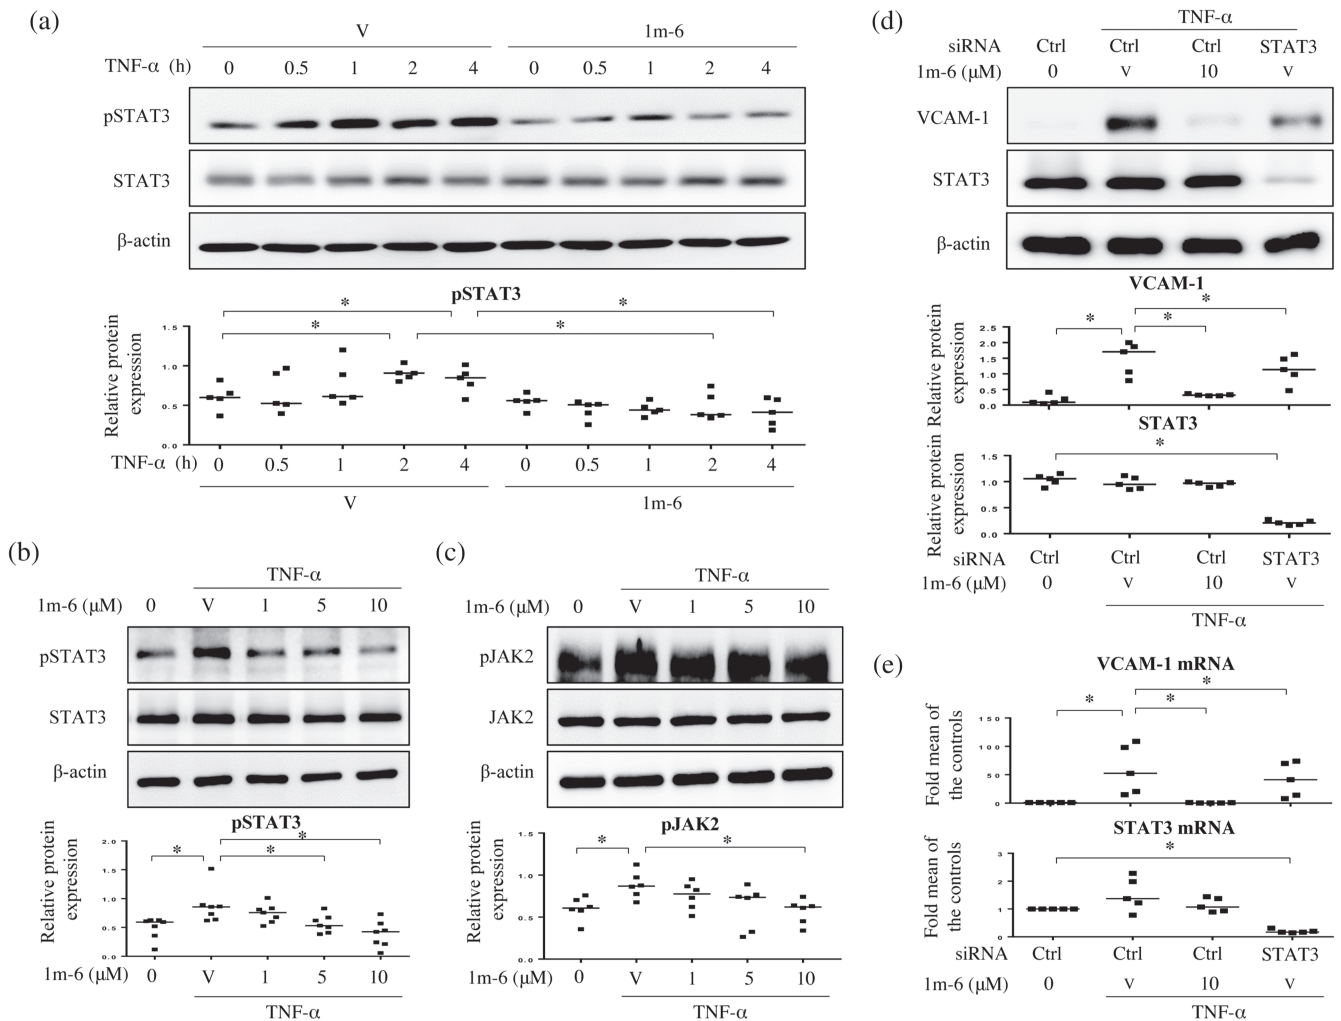 (a)
V 1m-6
TNF-α (h) 0 0.5 1 2 4 0 0.5 1 2 4
pSTAT3
STAT3
β-actin
pSTAT3
* *
* *
Relative protein
expression
1.5
1.0
0.5
0.0
TNF-α (h) 0 0.5 1 2 4 0 0.5 1 2 4
V 1m-6
(b)
TNF-α
1m-6 (μM) 0 V 1 5 10
pSTAT3
STAT3
β-actin
pSTAT3
*
* *
Relative protein
expression
2.0
1.5
1.0
0.5
0.0
1m-6 (μM) 0 V 1 5 10
TNF-α
(c)
TNF-α
1m-6 (μM) 0 V 1 5 10
pJAK2
JAK2
β-actin
pJAK2
* *
Relative protein
expression
1.5
1.0
0.5
0.0
1m-6 (μM) 0 V 1 5 10
TNF-α
(d)
TNF-α
siRNA Ctrl Ctrl Ctrl STAT3
1m-6 (μM) 0 v 10 v
VCAM-1
STAT3
β-actin
VCAM-1
*
* *
Relative protein
expression
2.5
2.0
1.5
1.0
0.5
0.0
STAT3
*
Relative protein
expression
1.5
1.0
0.5
0.0
siRNA Ctrl Ctrl Ctrl STAT3
1m-6 (μM) 0 v 10 v
TNF-α
(e)
VCAM-1 mRNA
*
* *
Fold mean of
the controls
150
100
50
0
STAT3 mRNA
*
Fold mean of
the controls
3
2
1
0
siRNA Ctrl Ctrl Ctrl STAT3
1m-6 (μM) 0 v 10 v
TNF-α